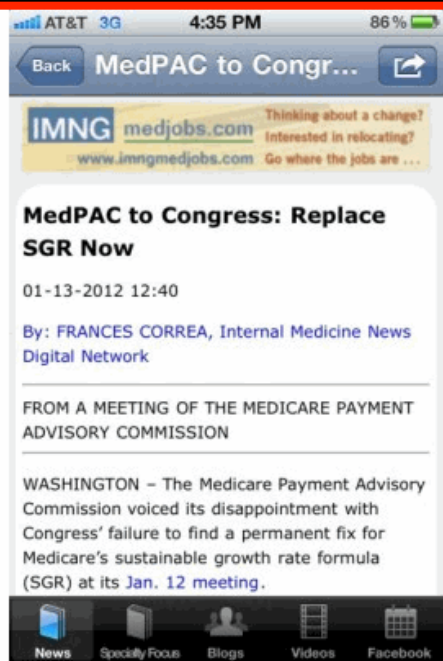 AT&T 3G 4:35 PM 86%
Back MedPAC to Congr...
IMNG medjobs.com
www.imngmedjobs.com
Thinking about a change?
Interested in relocating?
Go where the jobs are ...
MedPAC to Congress: Replace
SGR Now
01-13-2012 12:40
By: FRANCES CORREA, Internal Medicine News
Digital Network
FROM A MEETING OF THE MEDICARE PAYMENT
ADVISORY COMMISSION
WASHINGTON – The Medicare Payment Advisory
Commission voiced its disappointment with
Congress’ failure to find a permanent fix for
Medicare’s sustainable growth rate formula
(SGR) at its Jan. 12 meeting.
News Specialty Focus Blogs Videos Facebook